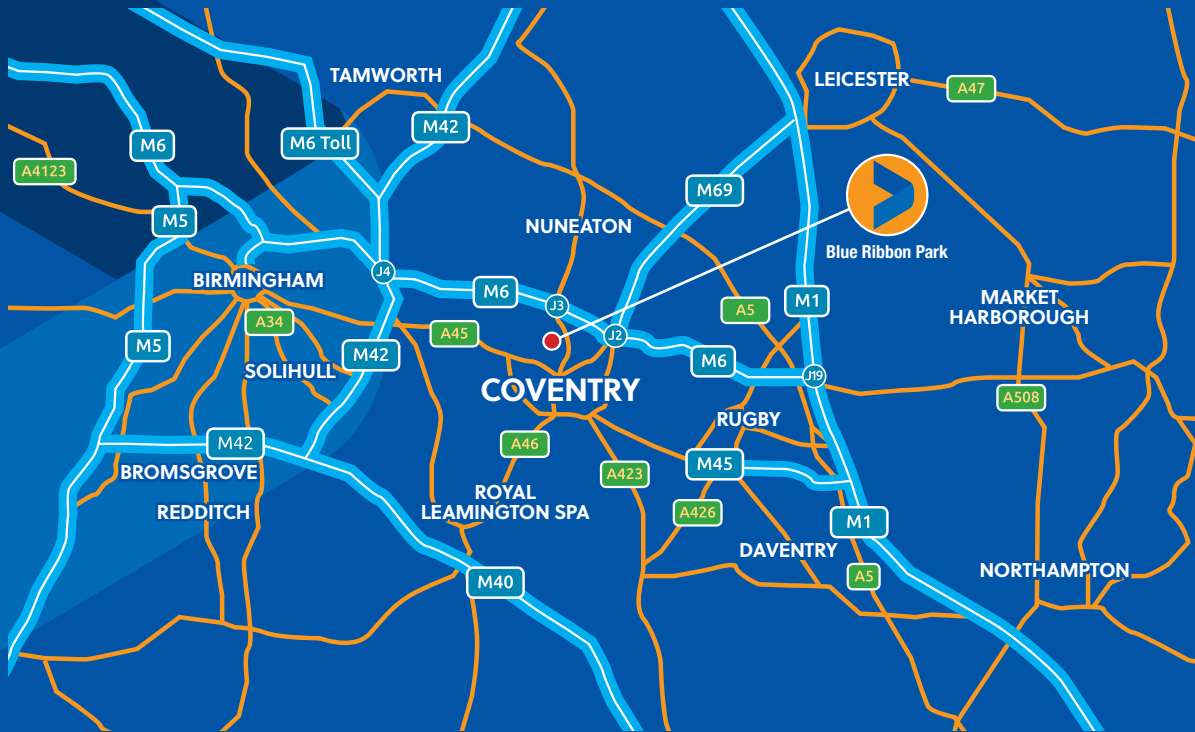 TAMWORTH
LEICESTER
A47
M42
M6
M6 Toll
A4123
M69
M5
NUNEATON
Blue Ribbon Park
J4
BIRMINGHAM
M6
J3
M1
A5
MARKET
HARBOROUGH
A34
A45
J2
M5
M42
M6
SOLIHULL
J19
COVENTRY
A508
RUGBY
M42
A46
BROMSGROVE
M45
A423
ROYAL
LEAMINGTON SPA
REDDITCH
A426
M1
DAVENTRY
NORTHAMPTON
A5
M40